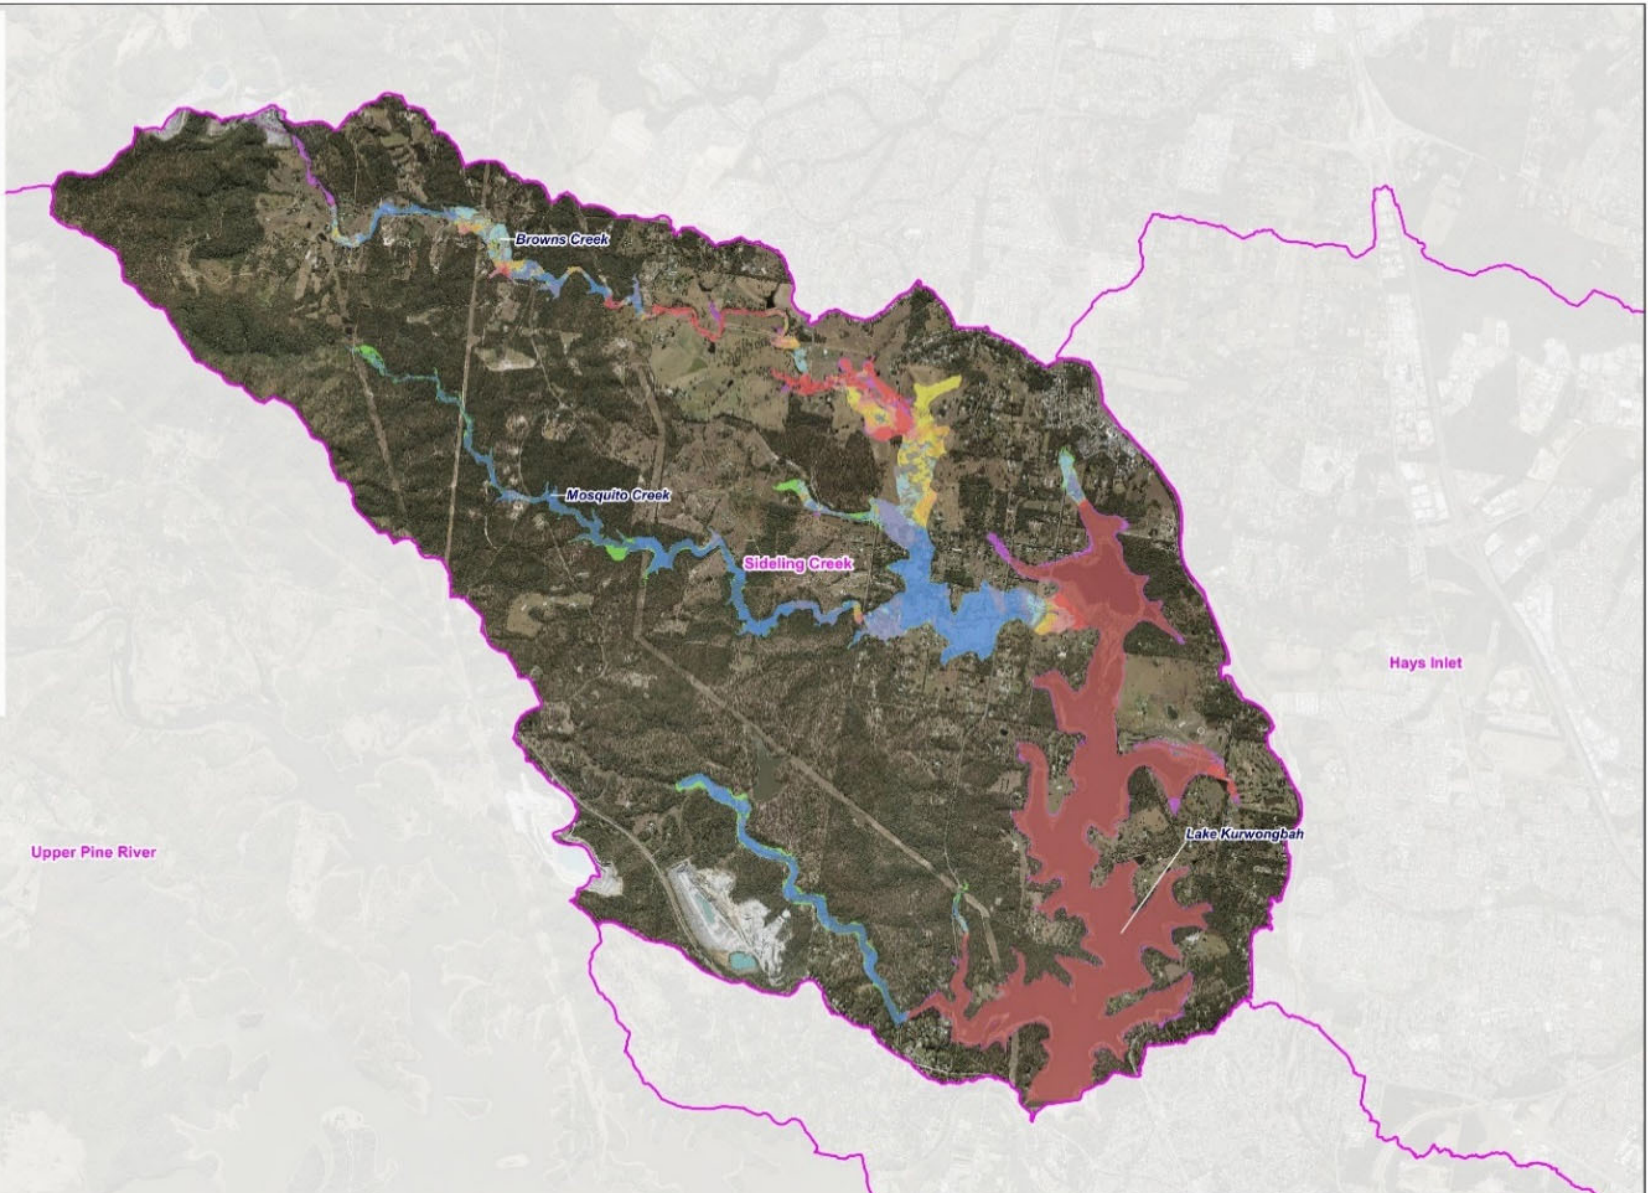 Browns Creek
Mosquito Creek
Sideling Creek
Hays Inlet
Lake Kurwongbah
Upper Pine River